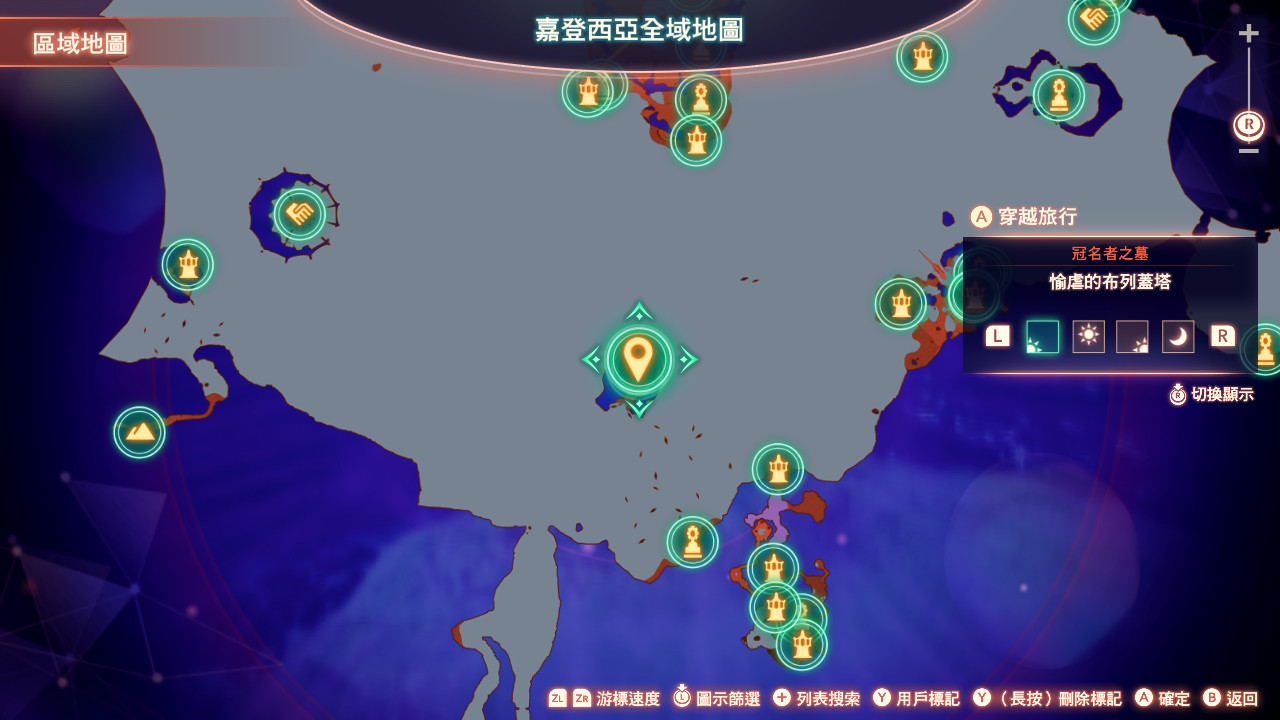 嘉登西亞全域地圖
區域地圖
R
A 穿越旅行
冠名者之墓
愉虐的布列蓋塔
L R
R 切換顯示
ZL ZR 游標速度 L 圖示篩選 + 列表搜索 Y 用戶標記 Y （長按）刪除標記 A 確定 B 返回